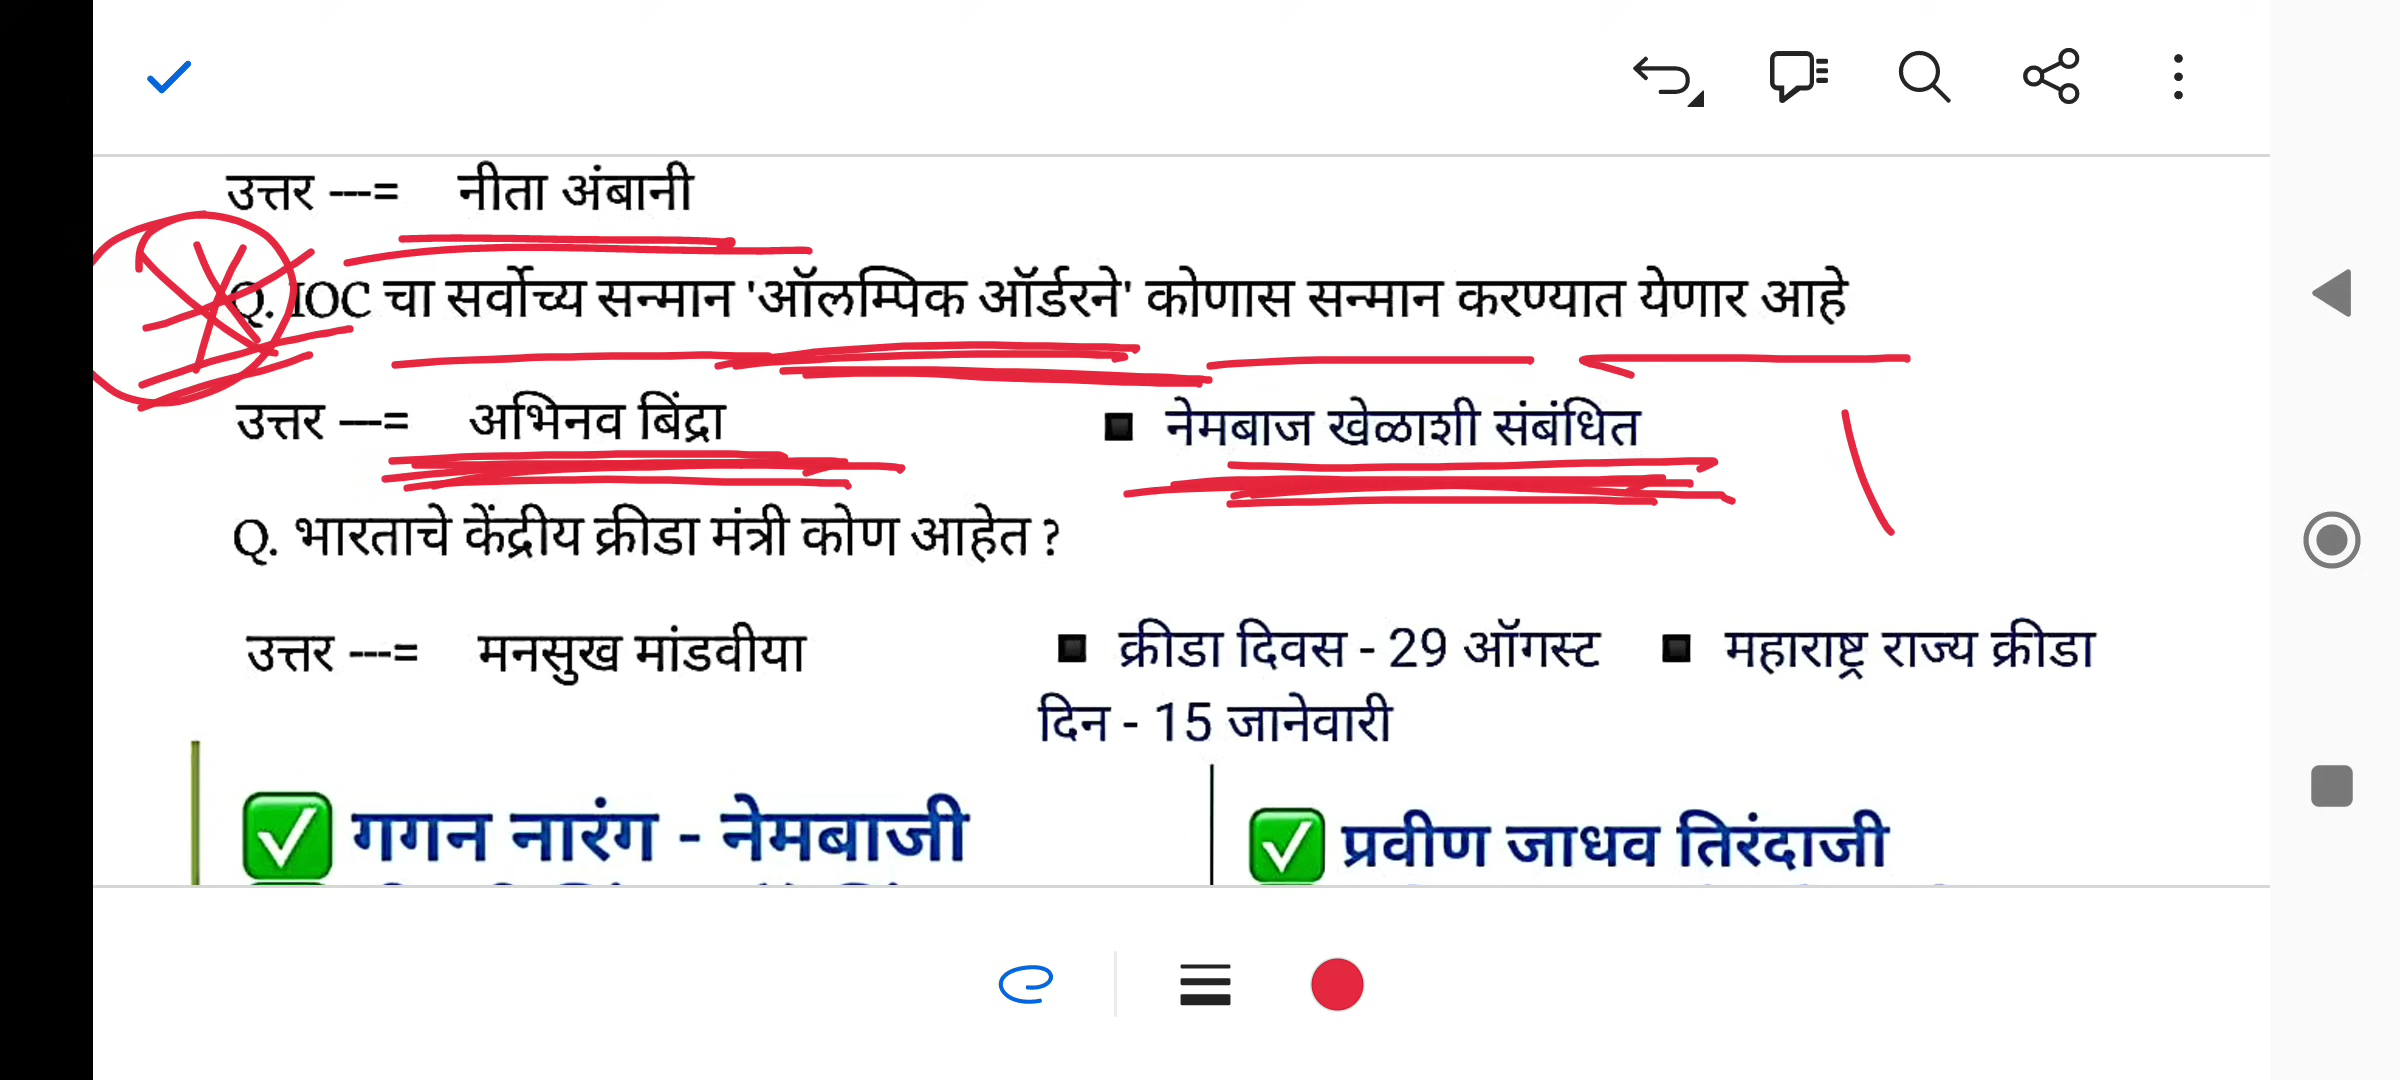 उत्तर ---= नीता अंबानी
Q. IOC चा सर्वोच्य सन्मान 'ऑलम्पिक ऑर्डरने' कोणास सन्मान करण्यात येणार आहे
उत्तर ---= अभिनव बिंद्रा ▪ नेमबाज खेळाशी संबंधित
Q. भारताचे केंद्रीय क्रीडा मंत्री कोण आहेत ?
उत्तर ---= मनसुख मांडवीया ▪ क्रीडा दिवस - 29 ऑगस्ट ▪ महाराष्ट्र राज्य क्रीडा
दिन - 15 जानेवारी
✅ गगन नारंग - नेमबाजी
✅ प्रवीण जाधव तिरंदाजी